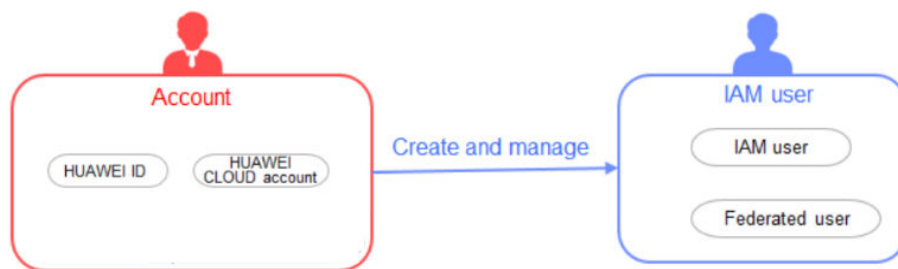 Account
HUAWEI ID
HUAWEI
CLOUD account
Create and manage
IAM user
IAM user
Federated user